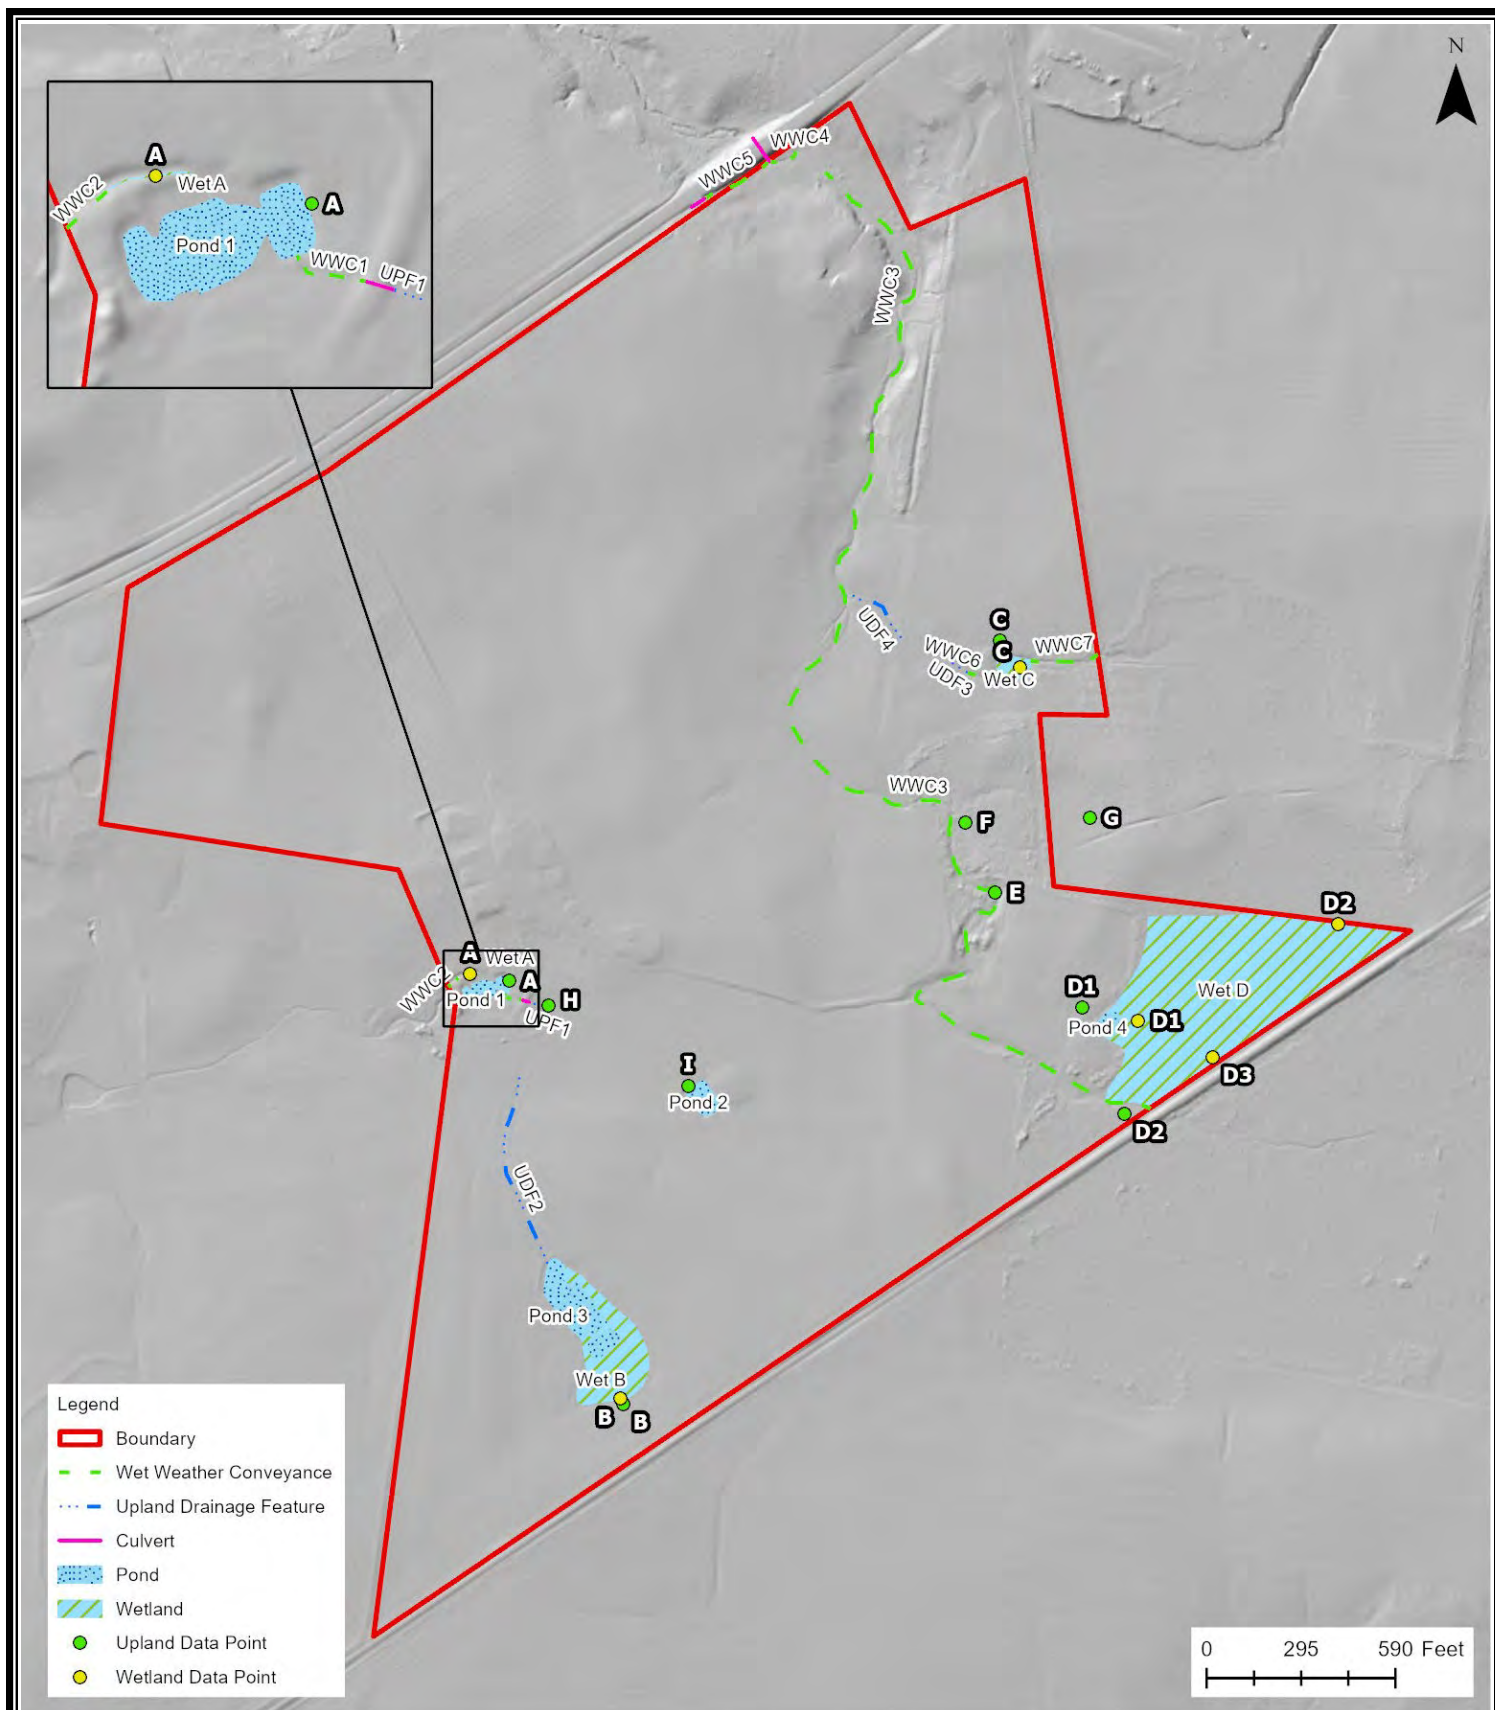 N
WWC4
WWC5
A
WWC2
Wet A
A
Pond 1
WWC1
UPF1
WWC3
UDF4
C
C
WWC6
WWC7
UDF3
Wet C
WWC3
F
G
E
D2
A
Wet A
A
WWC2
Pond 1
H
UPF1
Wet D
D1
D1
Pond 4
D3
I
Pond 2
D2
UDF2
Pond 3
Wet B
B
B
Legend
Boundary
Wet Weather Conveyance
Upland Drainage Feature
Culvert
Pond
Wetland
Upland Data Point
Wetland Data Point
0 295 590 Feet